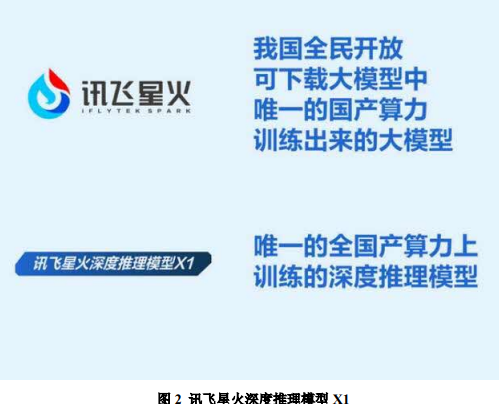 讯飞星火
IFLYTEK SPARK
我国全民开放
可下载大模型中
唯一的国产算力
训练出来的大模型
讯飞星火深度推理模型X1
唯一的全国产算力上
训练的深度推理模型
图 2 讯飞星火深度推理模型 X1